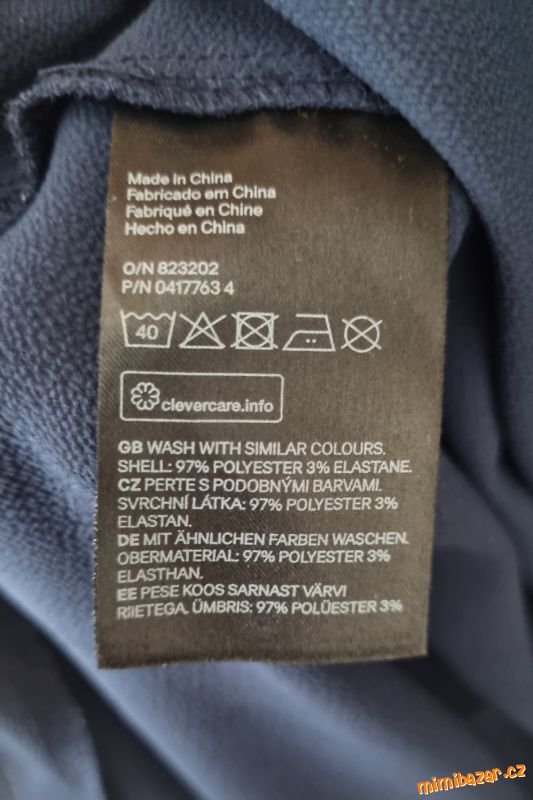 Made in China
Fabricado em China
Fabriqué en Chine
Hecho en China
O/N 823202
P/N 0417763 4
40
clevercare.info
GB WASH WITH SIMILAR COLOURS.
SHELL: 97% POLYESTER 3% ELASTANE.
CZ PERTE S PODOBNÝMI BARVAMI.
SVRCHNÍ LÁTKA: 97% POLYESTER 3%
ELASTAN.
DE MIT ÄHNLICHEN FARBEN WASCHEN.
OBERMATERIAL: 97% POLYESTER 3%
ELASTHAN.
EE PESE KOOS SARNAST VÄRVI
RIIETEGA. ÜMBRIS: 97% POLÜESTER 3%
mimibazar.cz